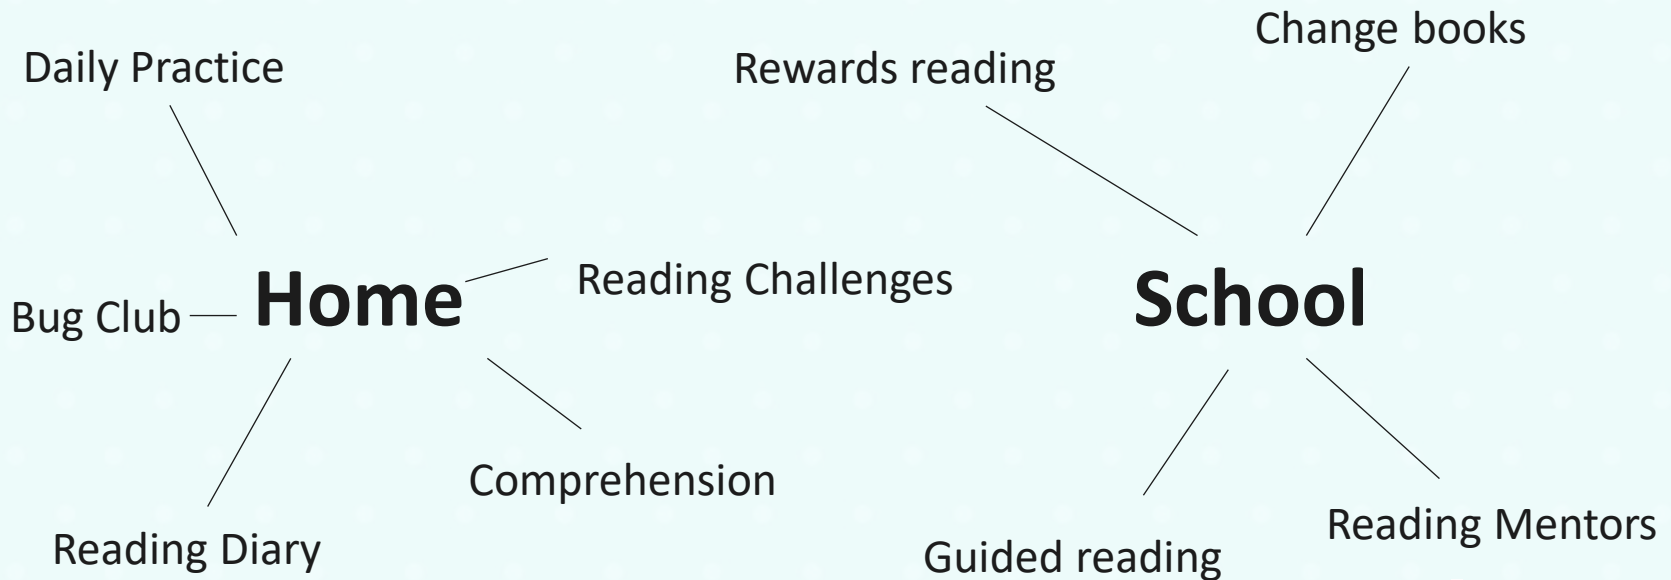 Daily Practice
Bug Club
Home
Reading Challenges
Comprehension
Reading Diary
Rewards reading
Change books
School
Guided reading
Reading Mentors